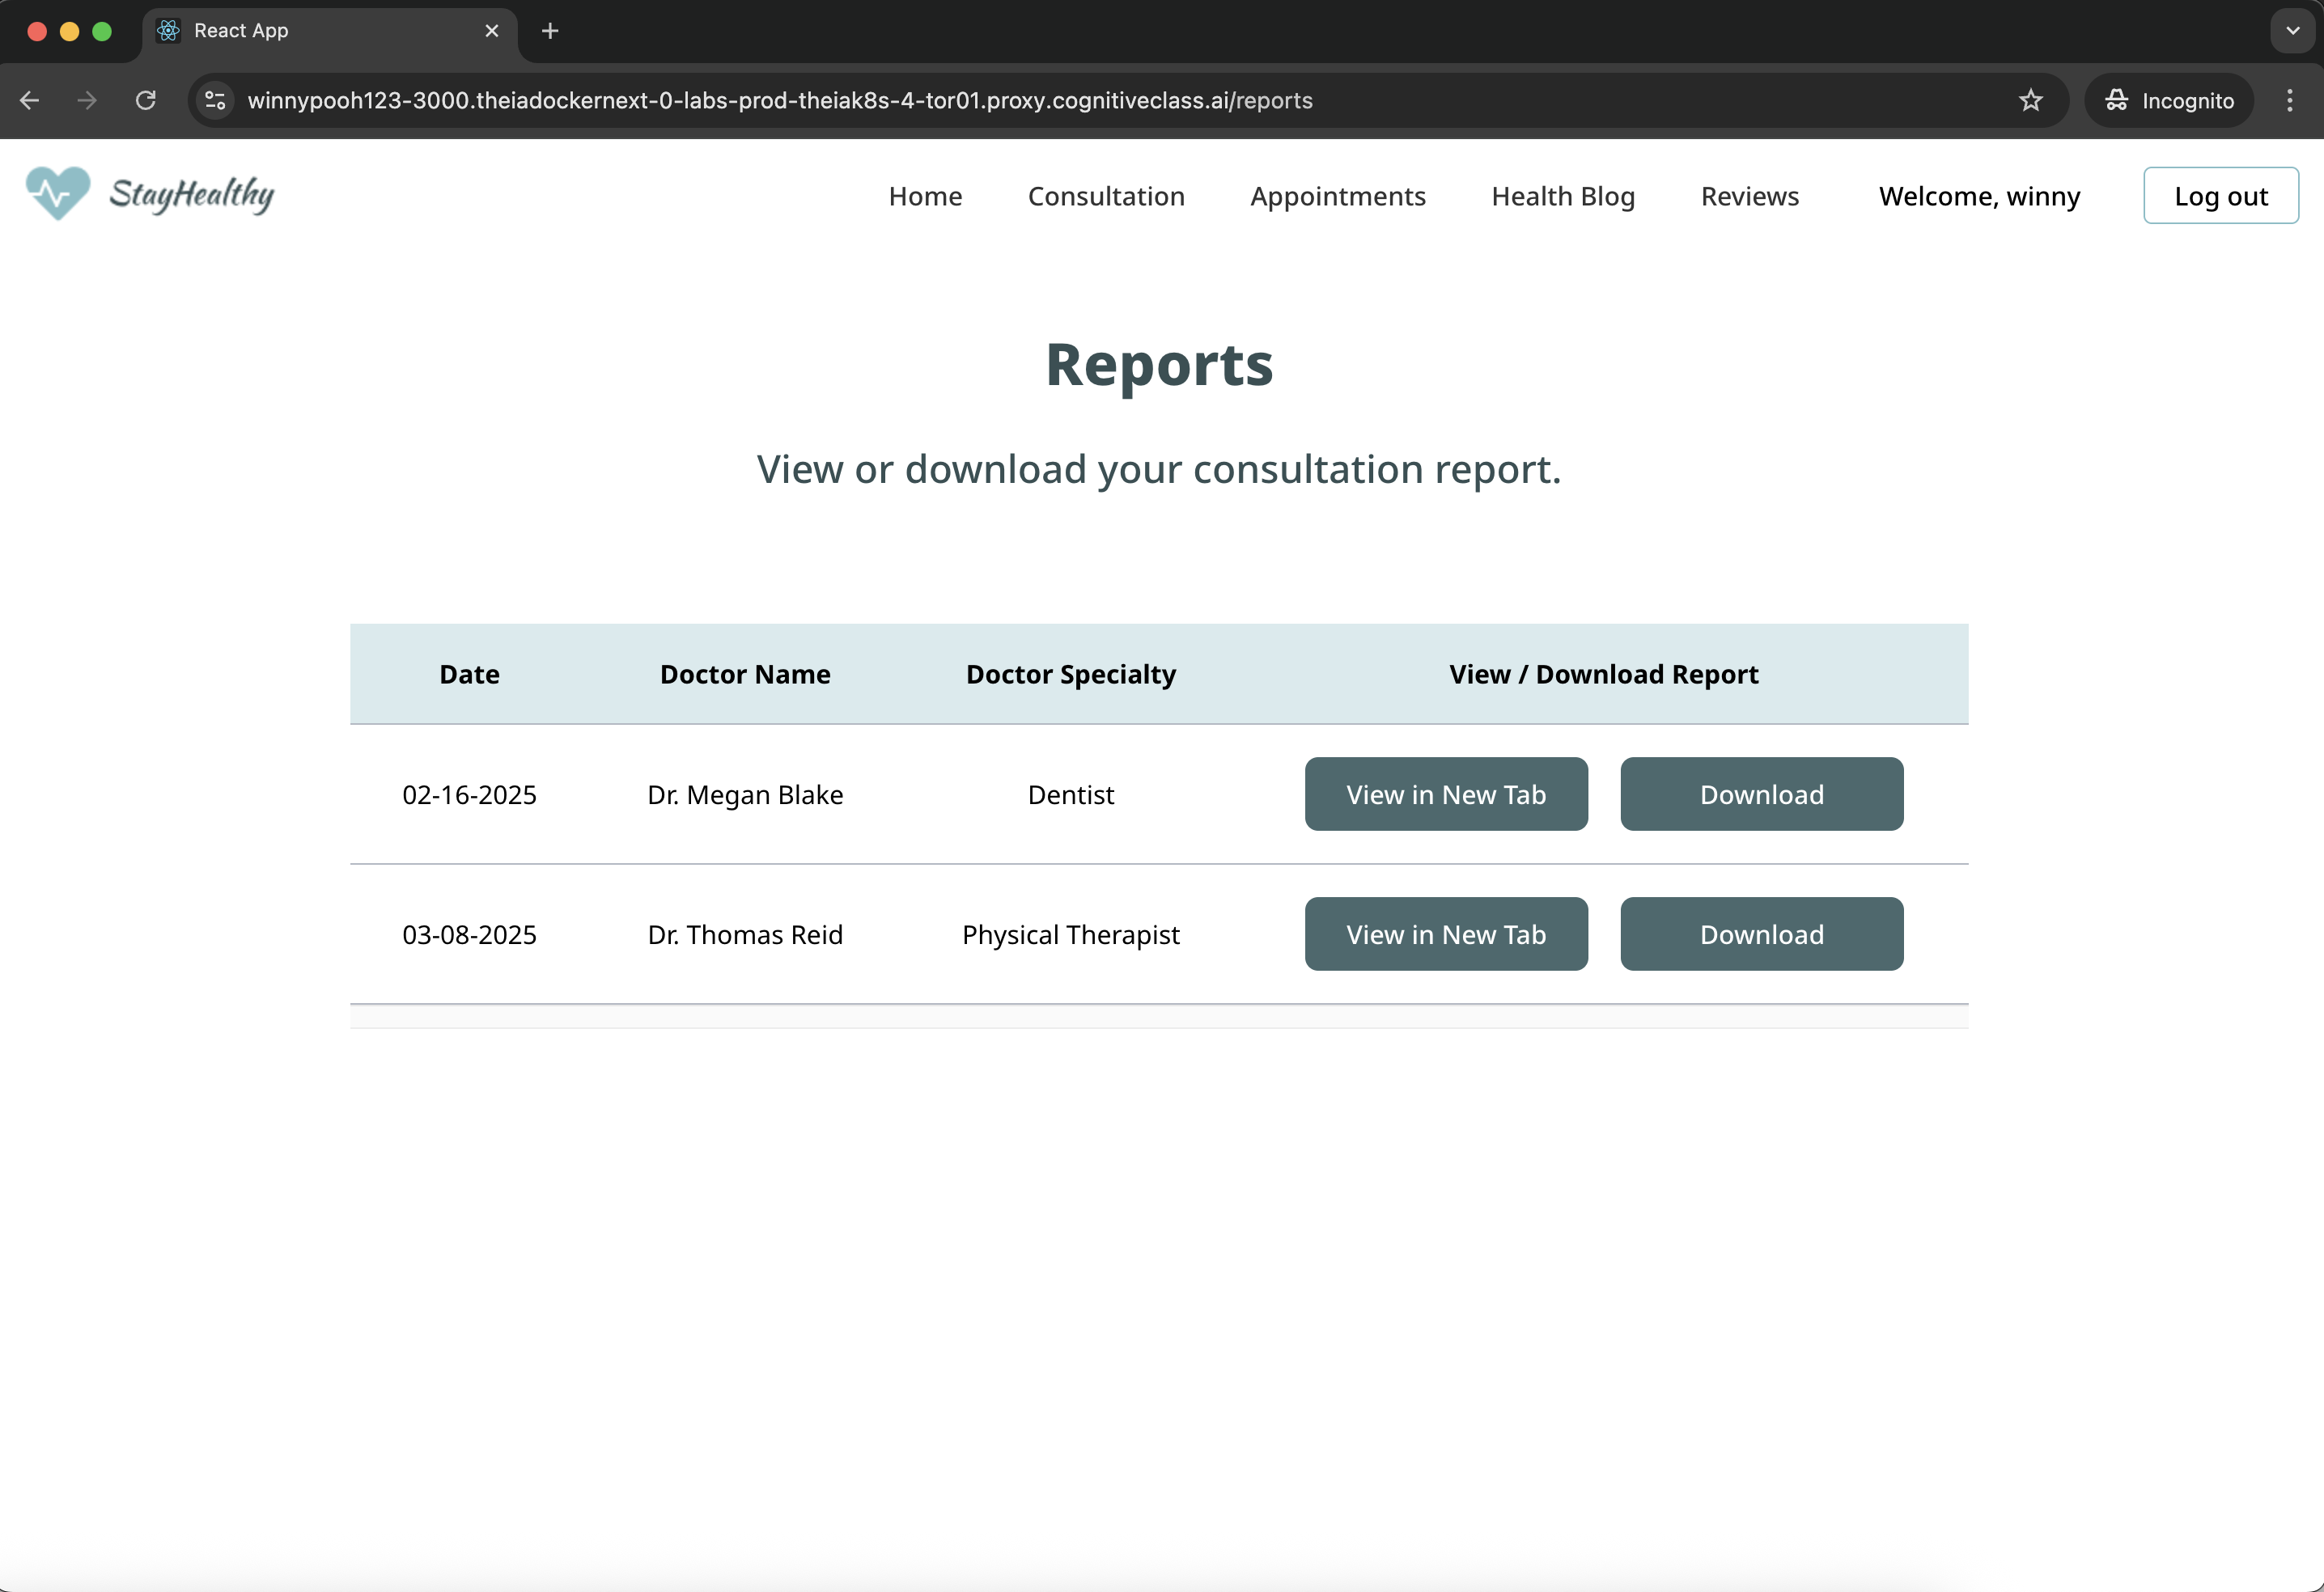 React App
winnypooh123-3000.theiadockernext-0-labs-prod-theiak8s-4-tor01.proxy.cognitiveclass.ai/reports
Incognito
StayHealthy
Home Consultation Appointments Health Blog Reviews Welcome, winny Log out
Reports
View or download your consultation report.
Date Doctor Name Doctor Specialty View / Download Report
02-16-2025 Dr. Megan Blake Dentist View in New Tab Download
03-08-2025 Dr. Thomas Reid Physical Therapist View in New Tab Download